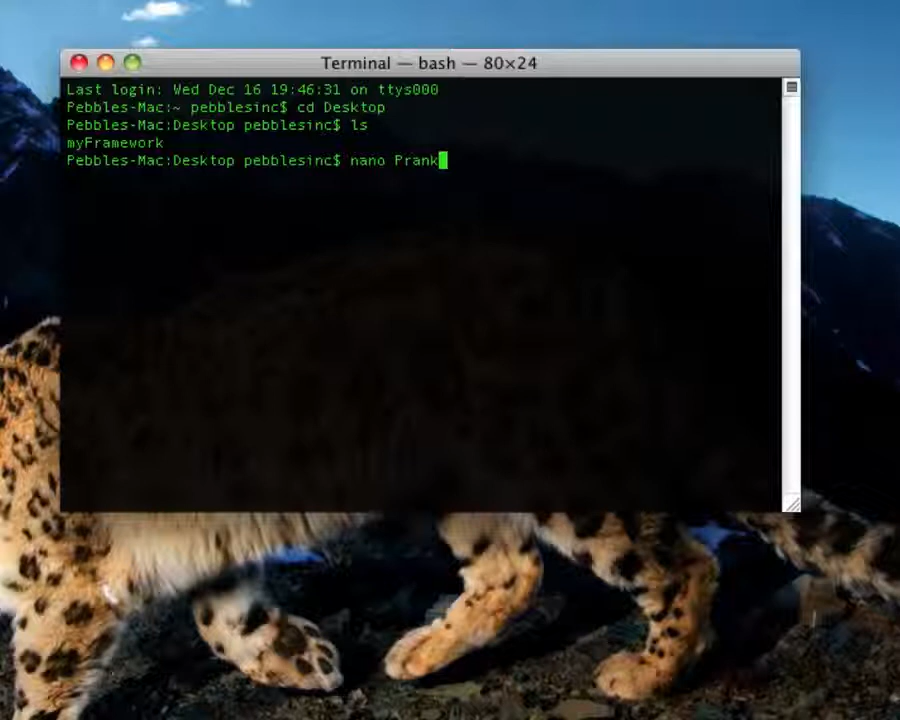 Terminal — bash — 80×24
Last login: Wed Dec 16 19:46:31 on ttys000
Pebbles-Mac:~ pebblesinc$ cd Desktop
Pebbles-Mac:Desktop pebblesinc$ ls
myFramework
Pebbles-Mac:Desktop pebblesinc$ nano Prank